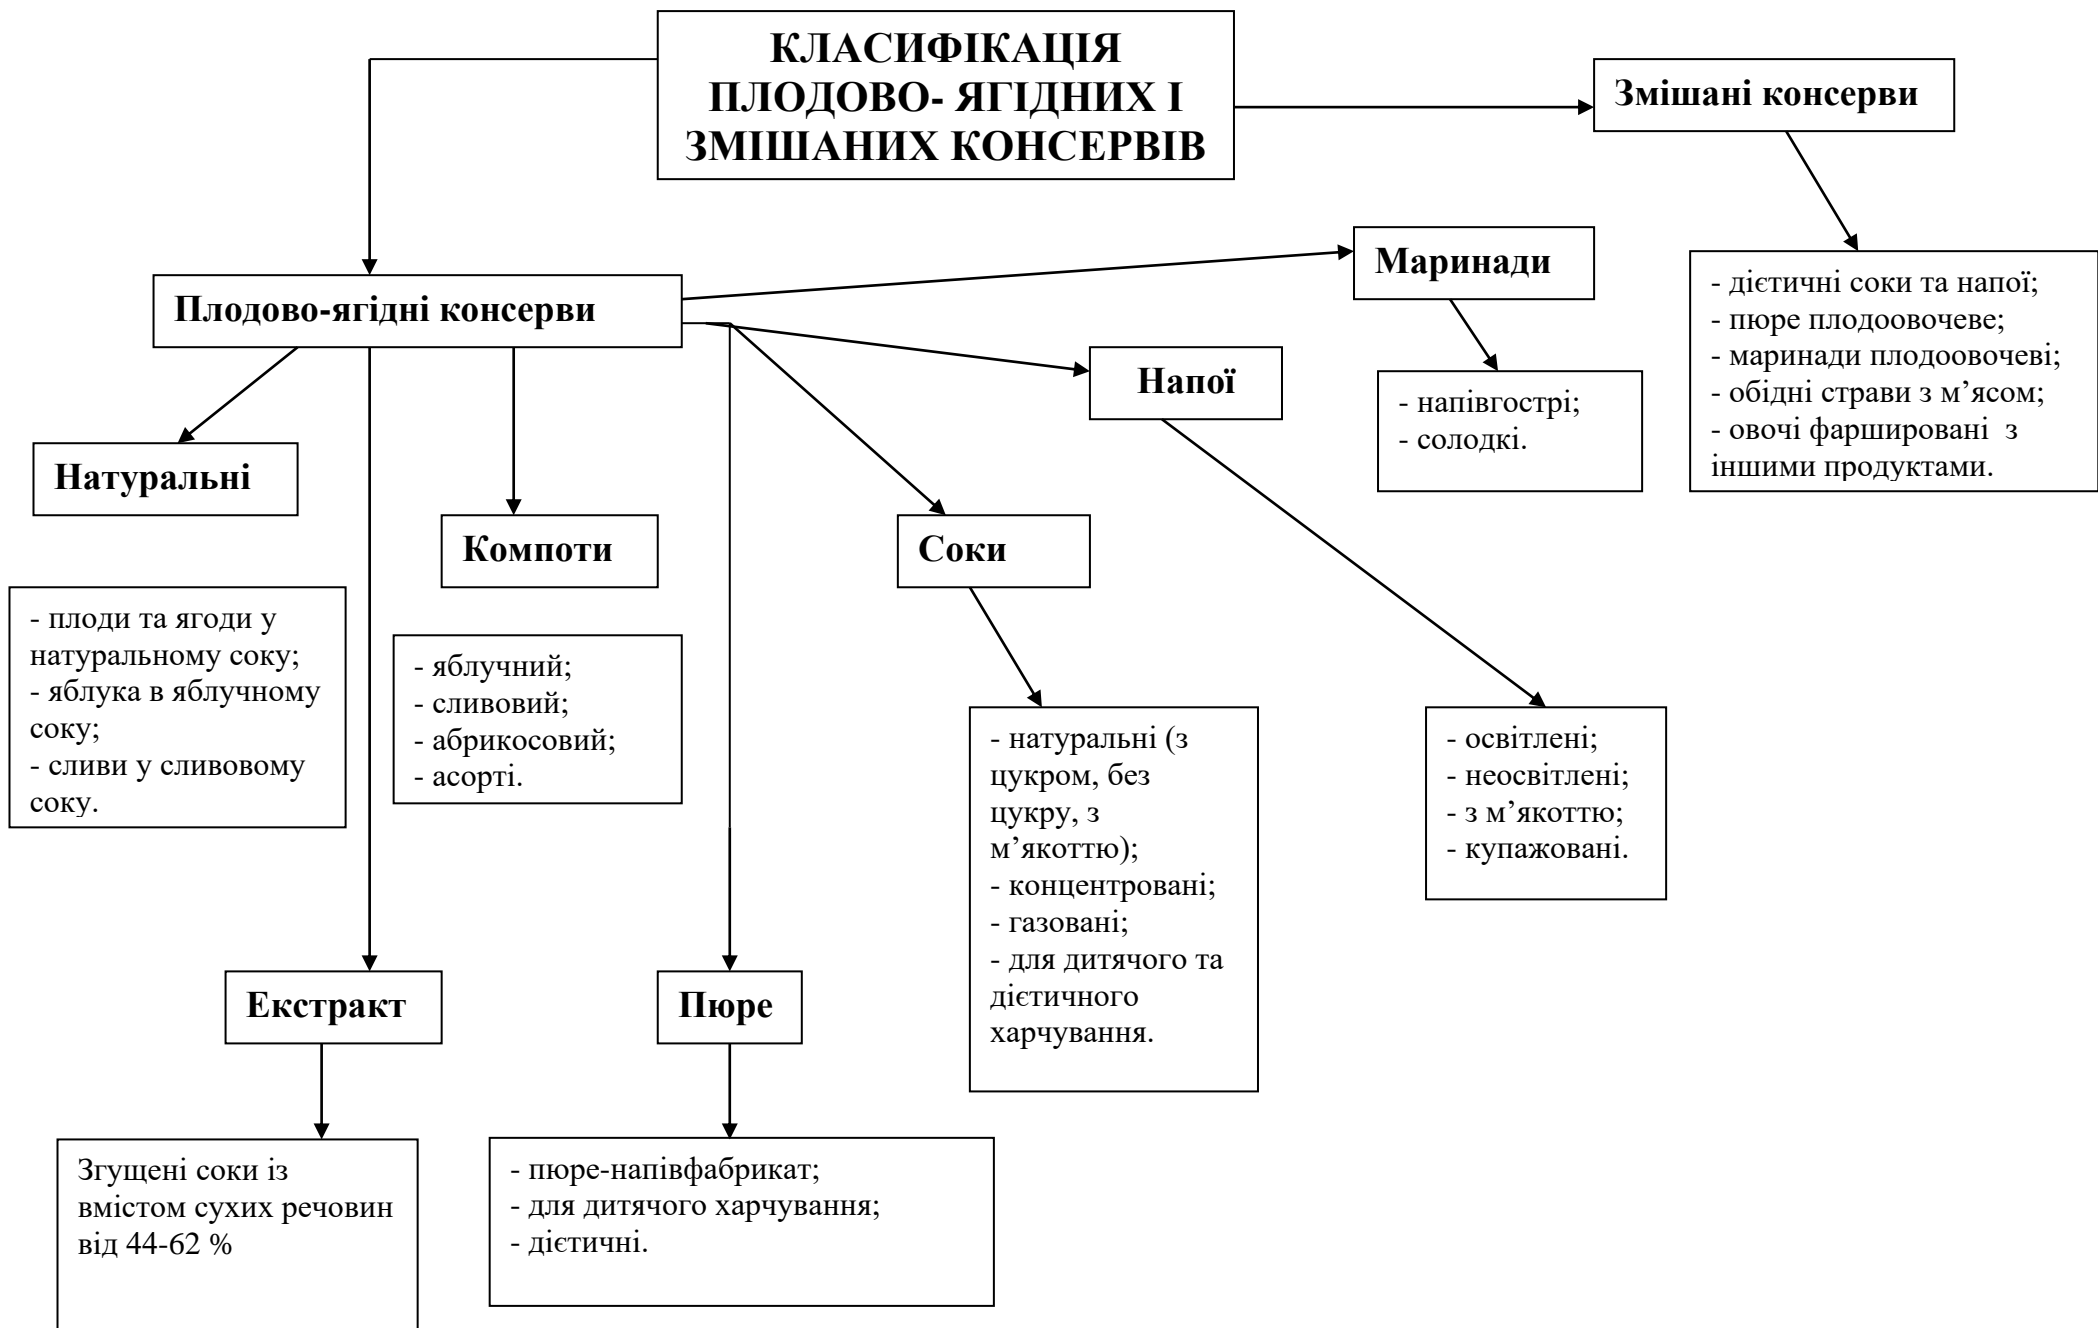 КЛАСИФІКАЦІЯ
ПЛОДОВО- ЯГІДНИХ І
ЗМІШАНИХ КОНСЕРВІВ
Змішані консерви
- дієтичні соки та напої;
- пюре плодоовочеве;
- маринади плодоовочеві;
- обідні страви з м’ясом;
- овочі фаршировані з
іншими продуктами.
Плодово-ягідні консерви
Маринади
- напівгострі;
- солодкі.
Напої
- освітлені;
- неосвітлені;
- з м’якоттю;
- купажовані.
Натуральні
- плоди та ягоди у
натуральному соку;
- яблука в яблучному
соку;
- сливи у сливовому
соку.
Компоти
- яблучний;
- сливовий;
- абрикосовий;
- асорті.
Соки
- натуральні (з
цукром, без
цукру, з
м’якоттю);
- концентровані;
- газовані;
- для дитячого та
дієтичного
харчування.
Екстракт
Згущені соки із
вмістом сухих речовин
від 44-62 %
Пюре
- пюре-напівфабрикат;
- для дитячого харчування;
- дієтичні.